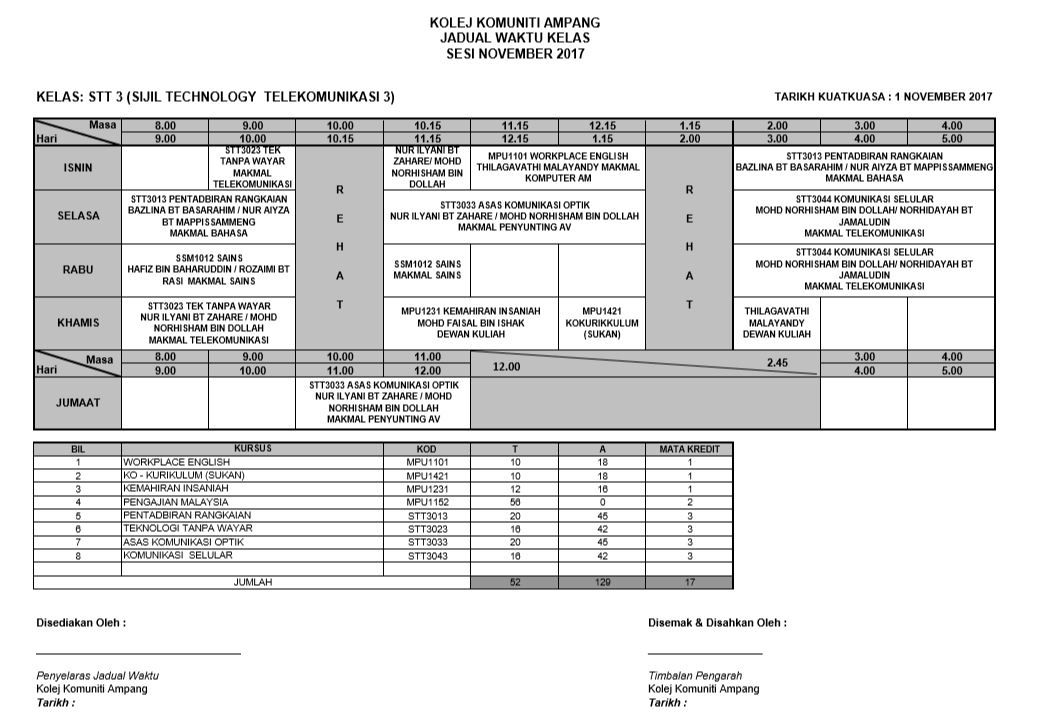 KOLEJ KOMUNITI AMPANG
JADUAL WAKTU KELAS
SESI NOVEMBER 2017
KELAS: STT 3 (SIJIL TECHNOLOGY TELEKOMUNIKASI 3)
TARIKH KUATKUASA : 1 NOVEMBER 2017
Masa 8.00 9.00 10.00 10.15 11.15 12.15 1.15 2.00 3.00 4.00
Hari 9.00 10.00 10.15 11.15 12.15 1.15 2.00 3.00 4.00 5.00
ISNIN
STT3023 TEK
TANPA WAYAR
MAKMAL
TELEKOMUNIKASI
NUR ILYANI BT
ZAHARE/ MOHD
NORHISHAM BIN
DOLLAH
MPU1101 WORKPLACE ENGLISH
THILAGAVATHI MALAYANDY MAKMAL
KOMPUTER AM
STT3013 PENTADBIRAN RANGKAIAN
BAZLINA BT BASARAHIM / NUR AIYZA BT MAPPISSAMMENG
MAKMAL BAHASA
R
E
H
A
T
R
E
H
A
T
SELASA
STT3013 PENTADBIRAN RANGKAIAN
BAZLINA BT BASARAHIM / NUR AIYZA
BT MAPPISSAMMENG
MAKMAL BAHASA
STT3033 ASAS KOMUNIKASI OPTIK
NUR ILYANI BT ZAHARE / MOHD NORHISHAM BIN DOLLAH
MAKMAL PENYUNTING AV
STT3044 KOMUNIKASI SELULAR
MOHD NORHISHAM BIN DOLLAH/ NORHIDAYAH BT
JAMALUDIN
MAKMAL TELEKOMUNIKASI
RABU
SSM1012 SAINS
HAFIZ BIN BAHARUDDIN / ROZAIMI BT
RASI MAKMAL SAINS
SSM1012 SAINS
MAKMAL SAINS
STT3044 KOMUNIKASI SELULAR
MOHD NORHISHAM BIN DOLLAH/ NORHIDAYAH BT
JAMALUDIN
MAKMAL TELEKOMUNIKASI
KHAMIS
STT3023 TEK TANPA WAYAR
NUR ILYANI BT ZAHARE / MOHD
NORHISHAM BIN DOLLAH
MAKMAL TELEKOMUNIKASI
MPU1231 KEMAHIRAN INSANIAH
MOHD FAISAL BIN ISHAK
DEWAN KULIAH
MPU1421
KOKURIKKULUM
(SUKAN)
THILAGAVATHI
MALAYANDY
DEWAN KULIAH
Masa 8.00 9.00 10.00 11.00 12.00 2.45 3.00 4.00
Hari 9.00 10.00 11.00 12.00 4.00 5.00
JUMAAT
STT3033 ASAS KOMUNIKASI OPTIK
NUR ILYANI BT ZAHARE / MOHD
NORHISHAM BIN DOLLAH
MAKMAL PENYUNTING AV
BIL KURSUS KOD T A MATA KREDIT
1 WORKPLACE ENGLISH MPU1101 10 18 1
2 KO - KURIKULUM (SUKAN) MPU1421 10 18 1
3 KEMAHIRAN INSANIAH MPU1231 12 16 1
4 PENGAJIAN MALAYSIA MPU1152 56 0 2
5 PENTADBIRAN RANGKAIAN STT3013 20 45 3
6 TEKNOLOGI TANPA WAYAR STT3023 16 42 3
7 ASAS KOMUNIKASI OPTIK STT3033 20 45 3
8 KOMUNIKASI SELULAR STT3043 16 42 3
JUMLAH 52 129 17
Disediakan Oleh :
Disemak & Disahkan Oleh :
Penyelaras Jadual Waktu
Timbalan Pengarah
Kolej Komuniti Ampang
Kolej Komuniti Ampang
Tarikh :
Tarikh :